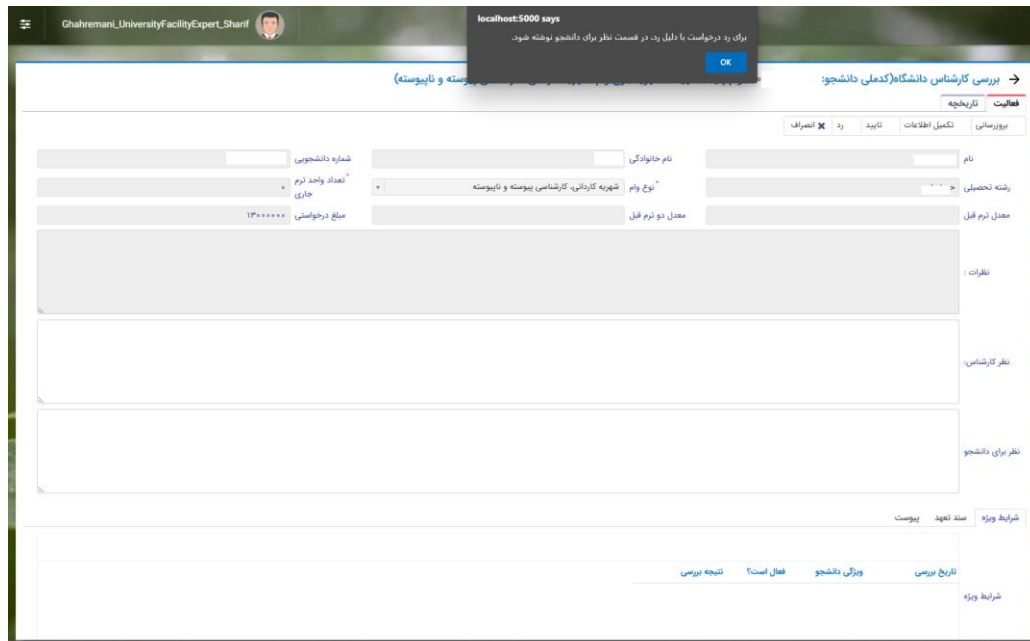 Ghahremani_UniversityFacilityExpert_Sharif
localhost:5000 says
برای رد درخواست با دلیل رد، در قسمت نظر برای دانشجو نوشته شود.
OK
بررسی کارشناس دانشگاه(کدملی دانشجو:
پیوسته و ناپیوسته)
فعالیت تاریخچه
بروزرسانی تکمیل اطلاعات تایید رد انصراف
نام نام خانوادگی شماره دانشجویی
رشته تحصیلی *نوع وام شهریه کاردانی، کارشناسی پیوسته و ناپیوسته *تعداد واحد ترم جاری ۰
معدل ترم قبل معدل دو ترم قبل مبلغ درخواستی ۱۳۰۰۰۰۰۰
نظرات :
نظر کارشناس:
نظر برای دانشجو
شرایط ویژه سند تعهد پیوست
تاریخ بررسی ویژگی دانشجو فعال است؟ نتیجه بررسی
شرایط ویژه